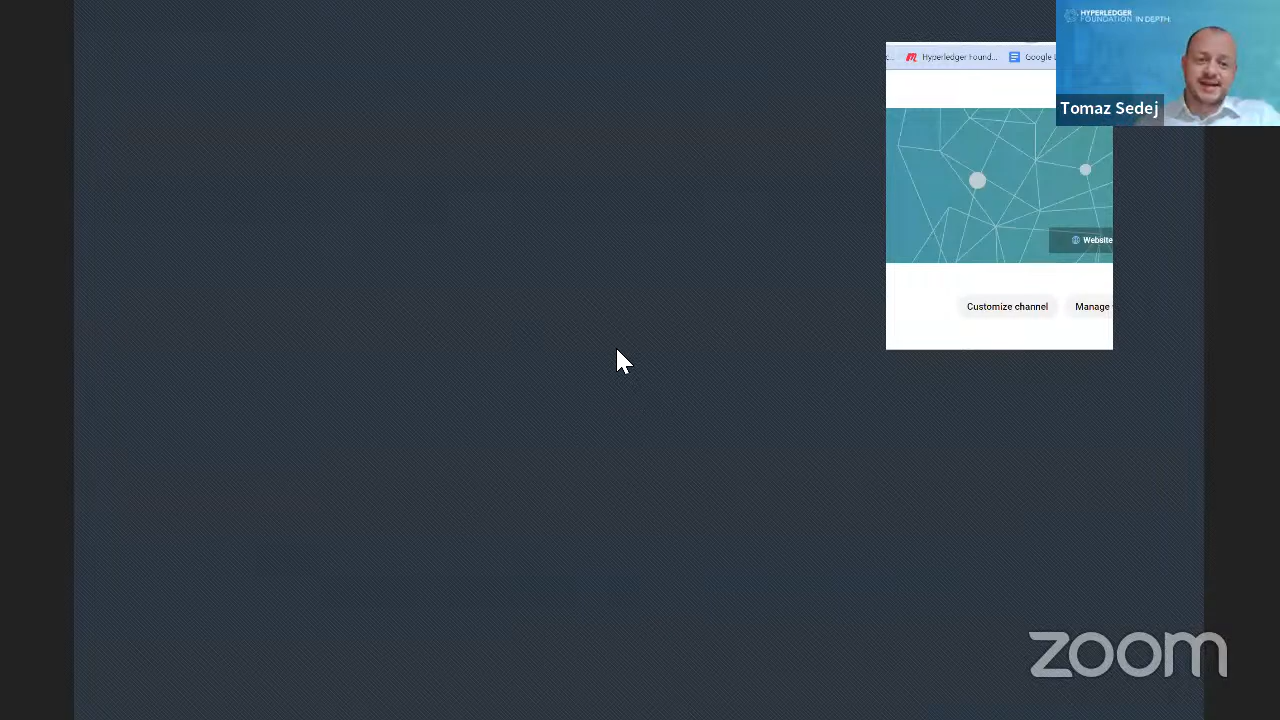 HYPERLEDGER
FOUNDATION IN DEPTH
Hyperledger Found...
Google
Tomaz Sedej
Website
Customize channel
Manage
zoom